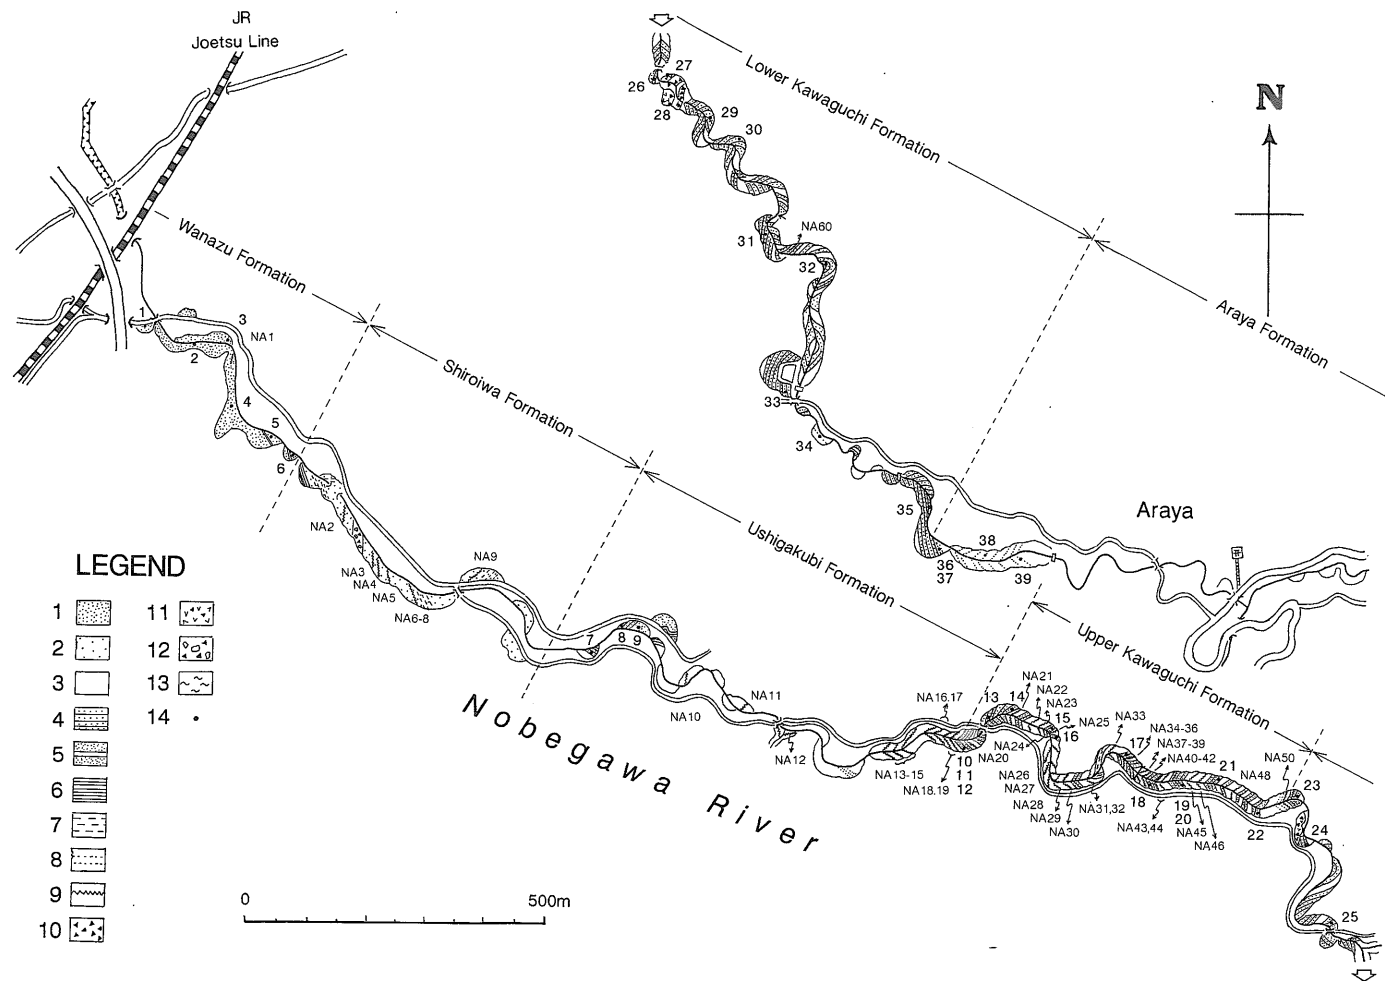 JR
Joetsu Line
N
Lower Kawaguchi Formation
Araya Formation
Wanazu Formation
Shiroiwa Formation
Ushigakubi Formation
Upper Kawaguchi Formation
26
27
28
29
30
31
NA60
32
33
34
35
36
37
38
39
Araya
1
2
3
NA1
4
5
6
NA2
NA3
NA4
NA5
NA6-8
NA9
7
8
9
NA10
NA11
NA12
NA13-15
NA16.17
NA18.19
10
11
12
NA20
13
14
NA21
NA22
NA23
15
16
NA24
NA25
NA26
NA27
NA28
NA29
NA30
NA31,32
NA33
17
NA34-36
NA37-39
NA40-42
18
NA43,44
19
20
NA45
NA46
21
NA48
22
NA50
23
24
25
Nobegawa River
LEGEND
1
2
3
4
5
6
7
8
9
10
11
12
13
14
0
500m